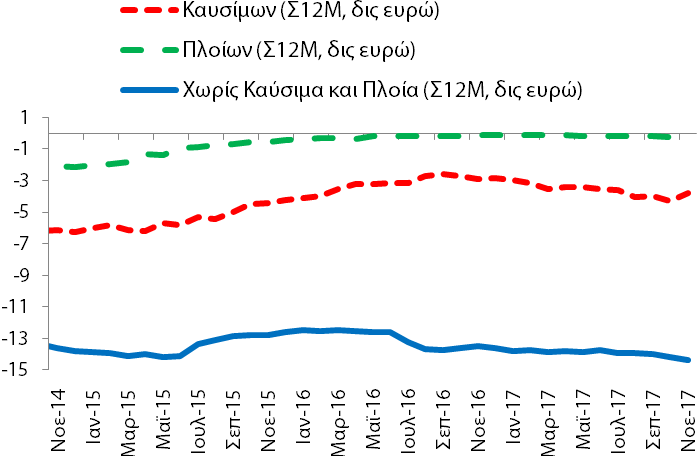 Καυσίμων (Σ12Μ, δις ευρώ)
Πλοίων (Σ12Μ, δις ευρώ)
Χωρίς Καύσιμα και Πλοία (Σ12Μ, δις ευρώ)
1
-1
-3
-5
-7
-9
-11
-13
-15
Νοε-14
Ιαν-15
Μαρ-15
Μαϊ-15
Ιουλ-15
Σεπ-15
Νοε-15
Ιαν-16
Μαρ-16
Μαϊ-16
Ιουλ-16
Σεπ-16
Νοε-16
Ιαν-17
Μαρ-17
Μαϊ-17
Ιουλ-17
Σεπ-17
Νοε-17